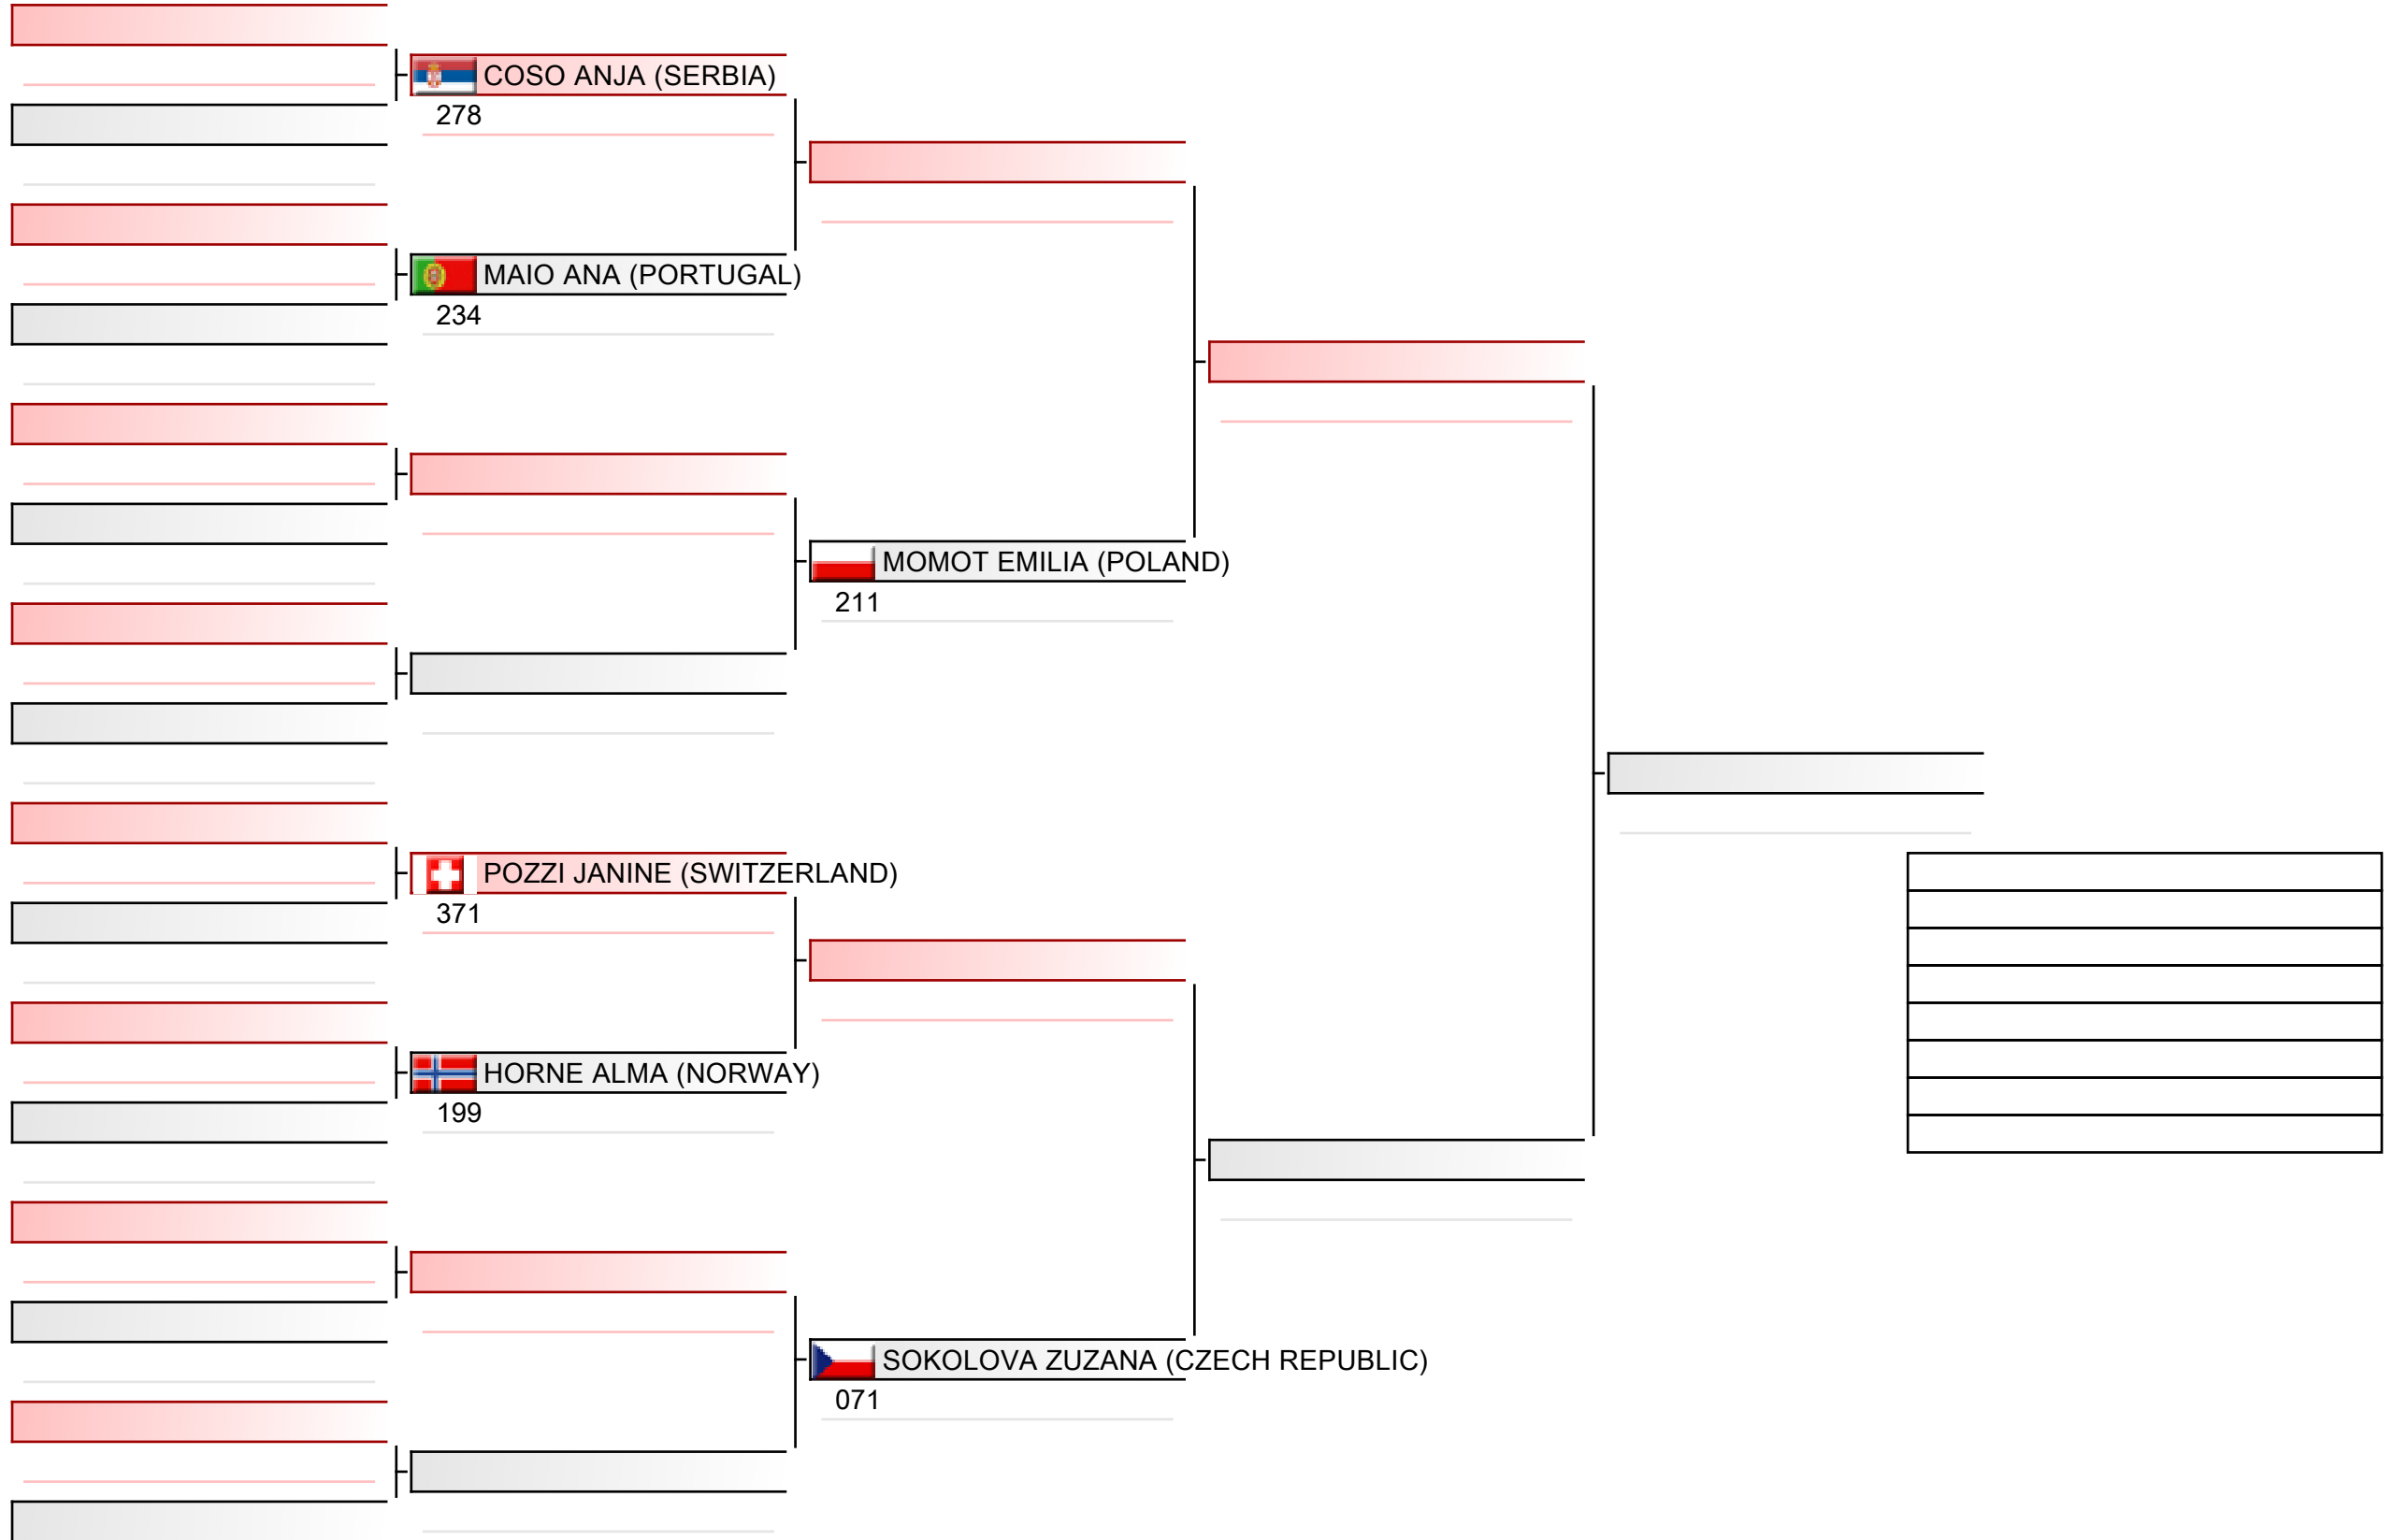 COSO ANJA (SERBIA)
278
MAIO ANA (PORTUGAL)
234
MOMOT EMILIA (POLAND)
211
POZZI JANINE (SWITZERLAND)
371
HORNE ALMA (NORWAY)
199
SOKOLOVA ZUZANA (CZECH REPUBLIC)
071